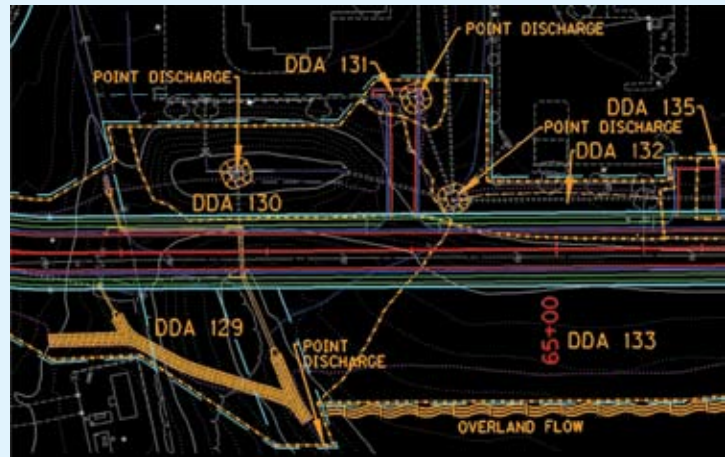 POINT DISCHARGE
DDA 131
POINT DISCHARGE
DDA 135
POINT DISCHARGE
DDA 132
DDA 130
DDA 129
POINT
DISCHARGE
65+00
DDA 133
OVERLAND FLOW